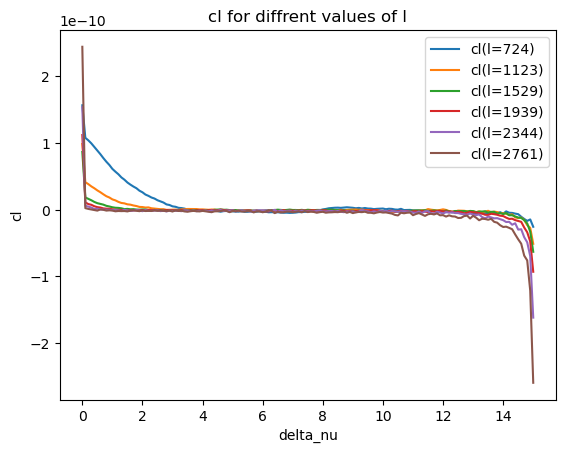 cl for diffrent values of l
1e−10
cl(l=724)
cl(l=1123)
cl(l=1529)
cl(l=1939)
cl(l=2344)
cl(l=2761)
2
1
0
−1
−2
cl
0 2 4 6 8 10 12 14
delta_nu